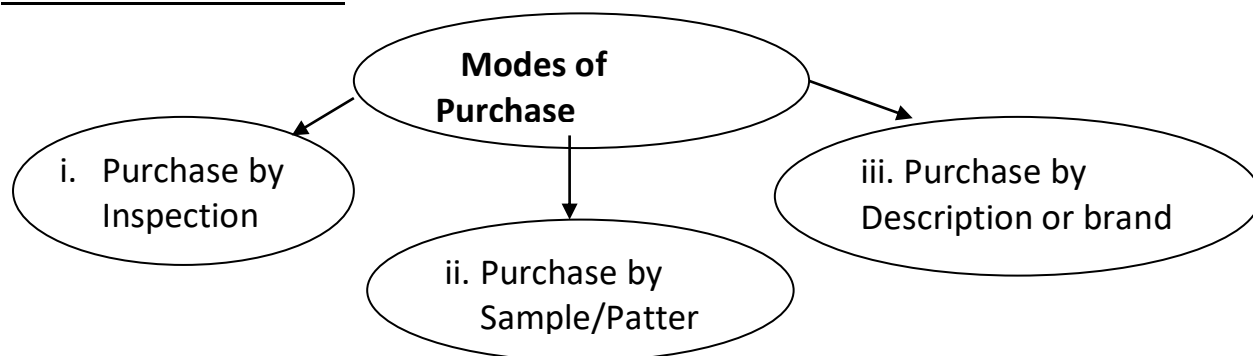 Modes of
Purchase
i. Purchase by
Inspection
ii. Purchase by
Sample/Patter
iii. Purchase by
Description or brand